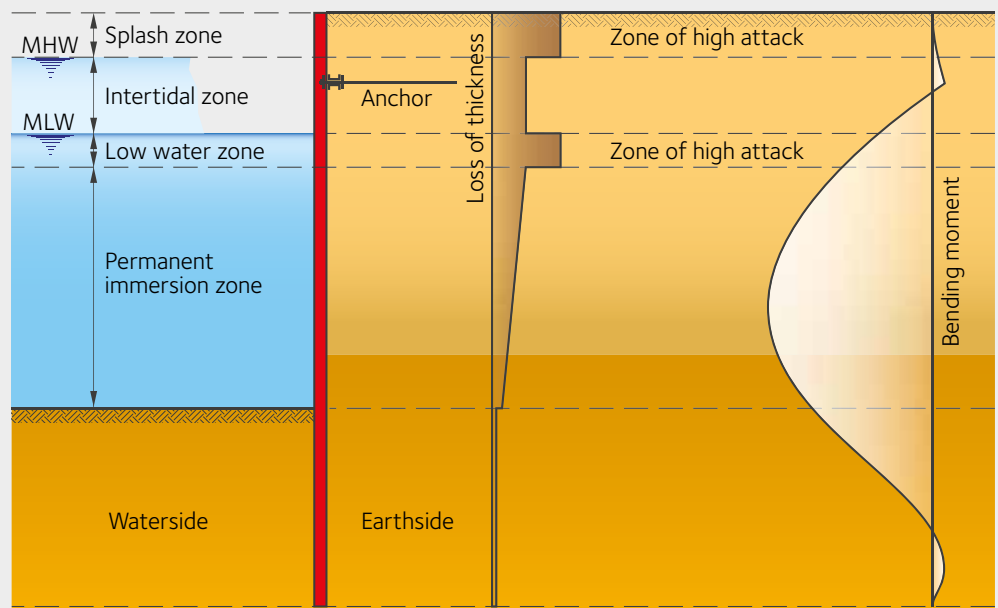 Splash zone
Zone of high attack
MHW
Intertidal zone
Anchor
Loss of thickness
MLW
Low water zone
Zone of high attack
Permanent
immersion zone
Bending moment
Waterside
Earthside